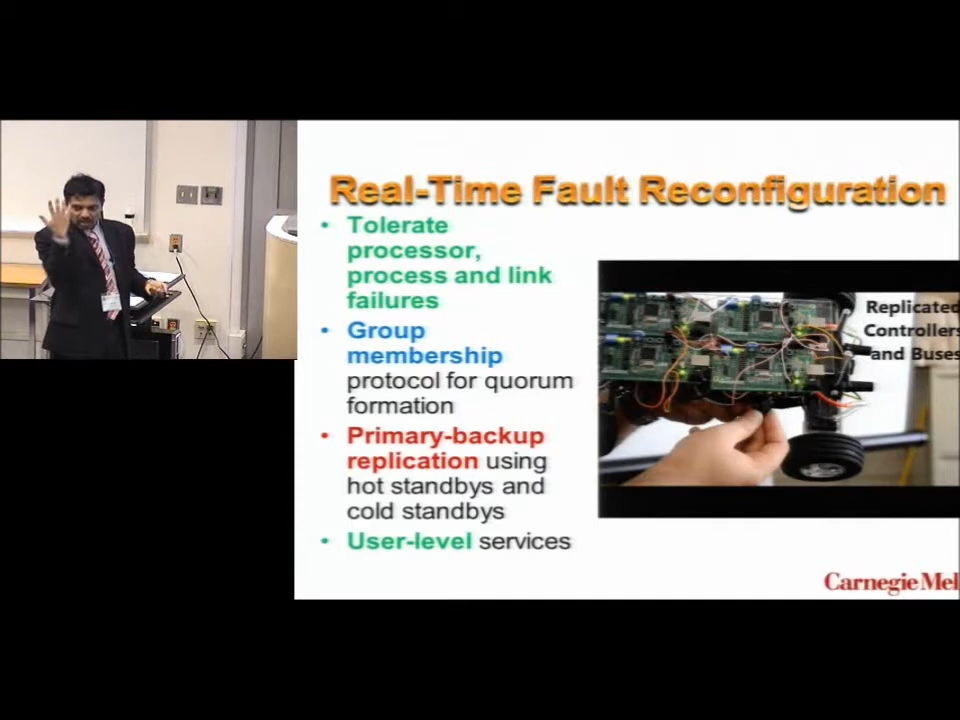 Real-Time Fault Reconfiguration
• Tolerate
processor,
process and link
failures
• Group
membership
protocol for quorum
formation
• Primary-backup
replication using
hot standbys and
cold standbys
• User-level services
Replicated
Controllers
and Buses
Carnegie Mel